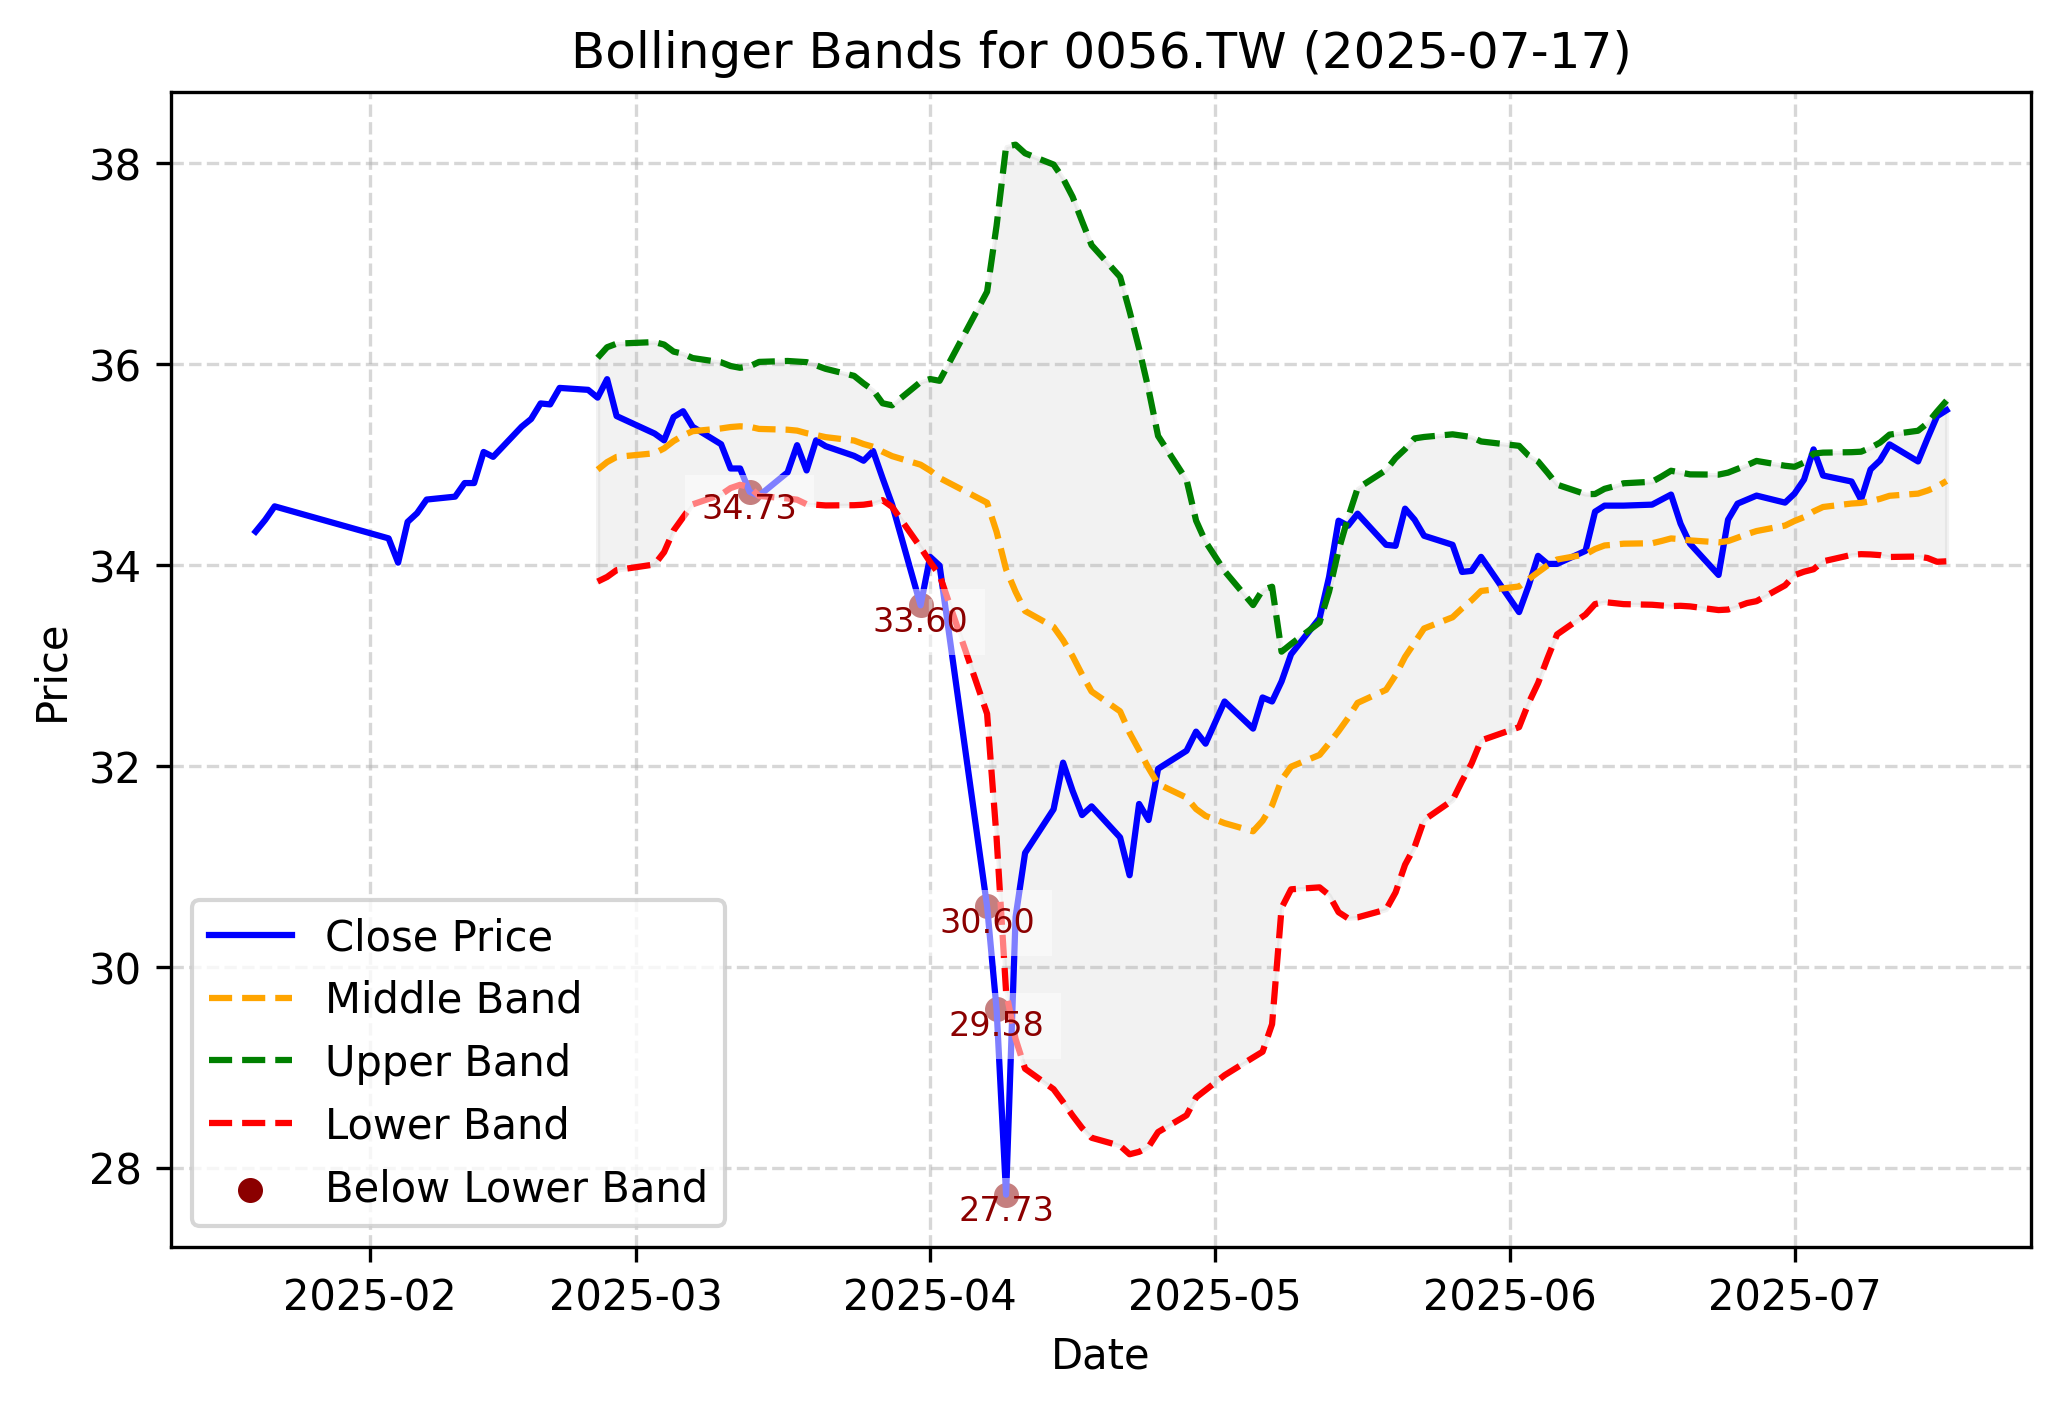 Bollinger Bands for 0056.TW (2025-07-17)
38
36
34
32
30
28
Price
34.73
33.60
30.60
29.58
27.73
Close Price
Middle Band
Upper Band
Lower Band
Below Lower Band
2025-02
2025-03
2025-04
2025-05
2025-06
2025-07
Date